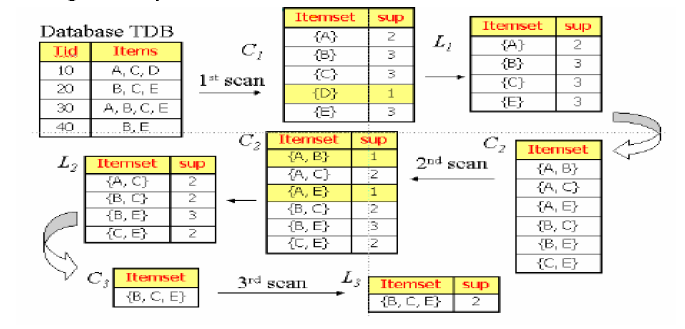 Database TDB
Tid Items
10 A, C, D
20 B, C, E
30 A, B, C, E
40 B, E
1st scan
C1
Itemset sup
{A} 2
{B} 3
{C} 3
{D} 1
{E} 3
L1
Itemset sup
{A} 2
{B} 3
{C} 3
{E} 3
C2
Itemset
{A, B}
{A, C}
{A, E}
{B, C}
{B, E}
{C, E}
2nd scan
C2
Itemset sup
{A, B} 1
{A, C} 2
{A, E} 1
{B, C} 2
{B, E} 3
{C, E} 2
L2
Itemset sup
{A, C} 2
{B, C} 2
{B, E} 3
{C, E} 2
C3
Itemset
{B, C, E}
3rd scan
L3
Itemset sup
{B, C, E} 2